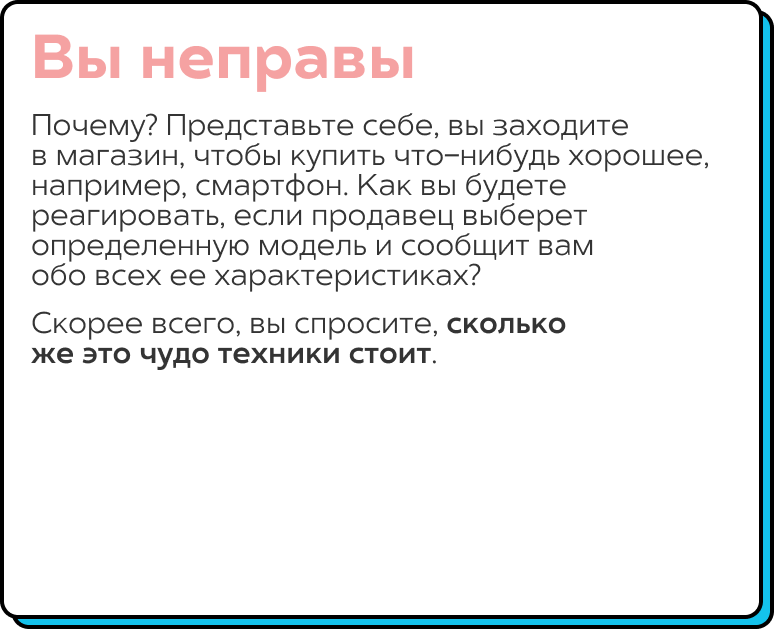 Вы неправы
Почему? Представьте себе, вы заходите
в магазин, чтобы купить что–нибудь хорошее,
например, смартфон. Как вы будете
реагировать, если продавец выберет
определенную модель и сообщит вам
обо всех ее характеристиках?
Скорее всего, вы спросите, сколько
же это чудо техники стоит.